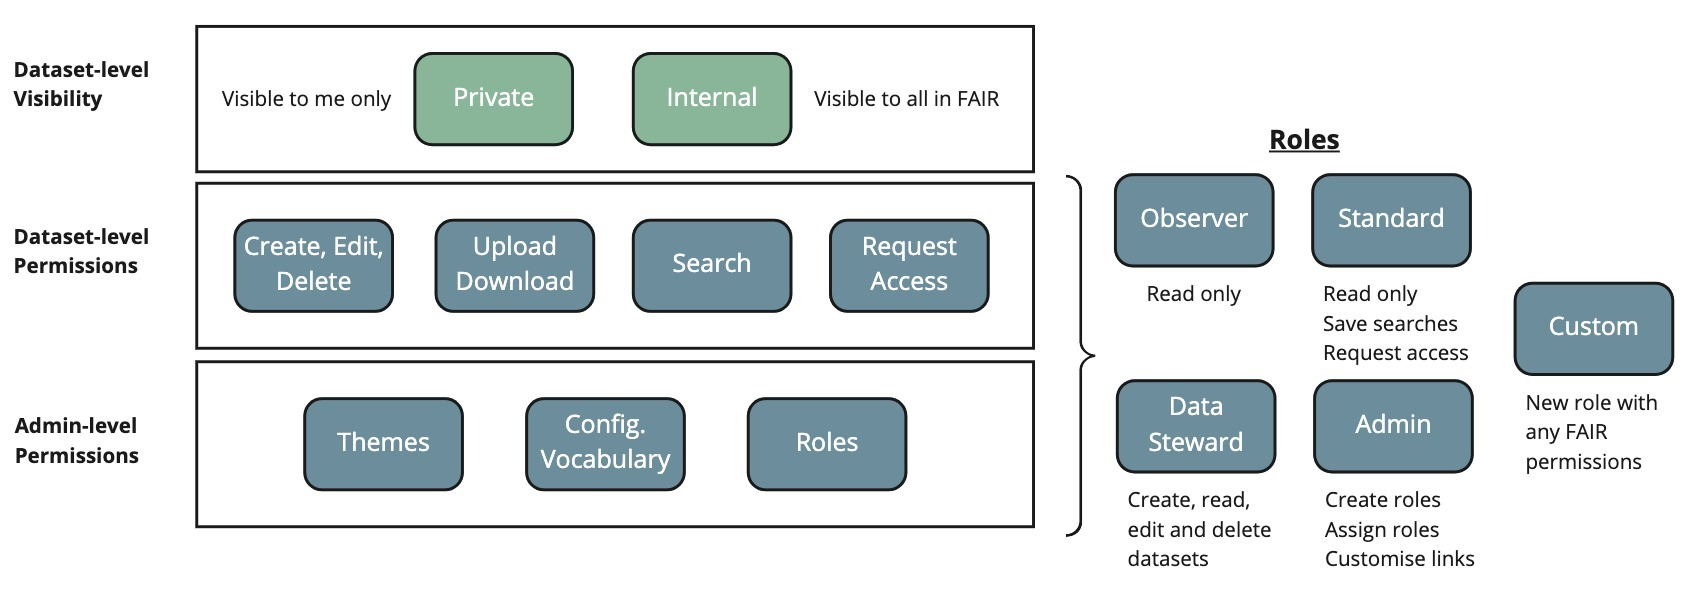 Dataset-level
Visibility
Visible to me only
Private
Internal
Visible to all in FAIR
Dataset-level
Permissions
Create, Edit,
Delete
Upload
Download
Search
Request
Access
Admin-level
Permissions
Themes
Config.
Vocabulary
Roles
Roles
Observer
Read only
Standard
Read only
Save searches
Request access
Data
Steward
Create, read,
edit and delete
datasets
Admin
Create roles
Assign roles
Customise links
Custom
New role with
any FAIR
permissions